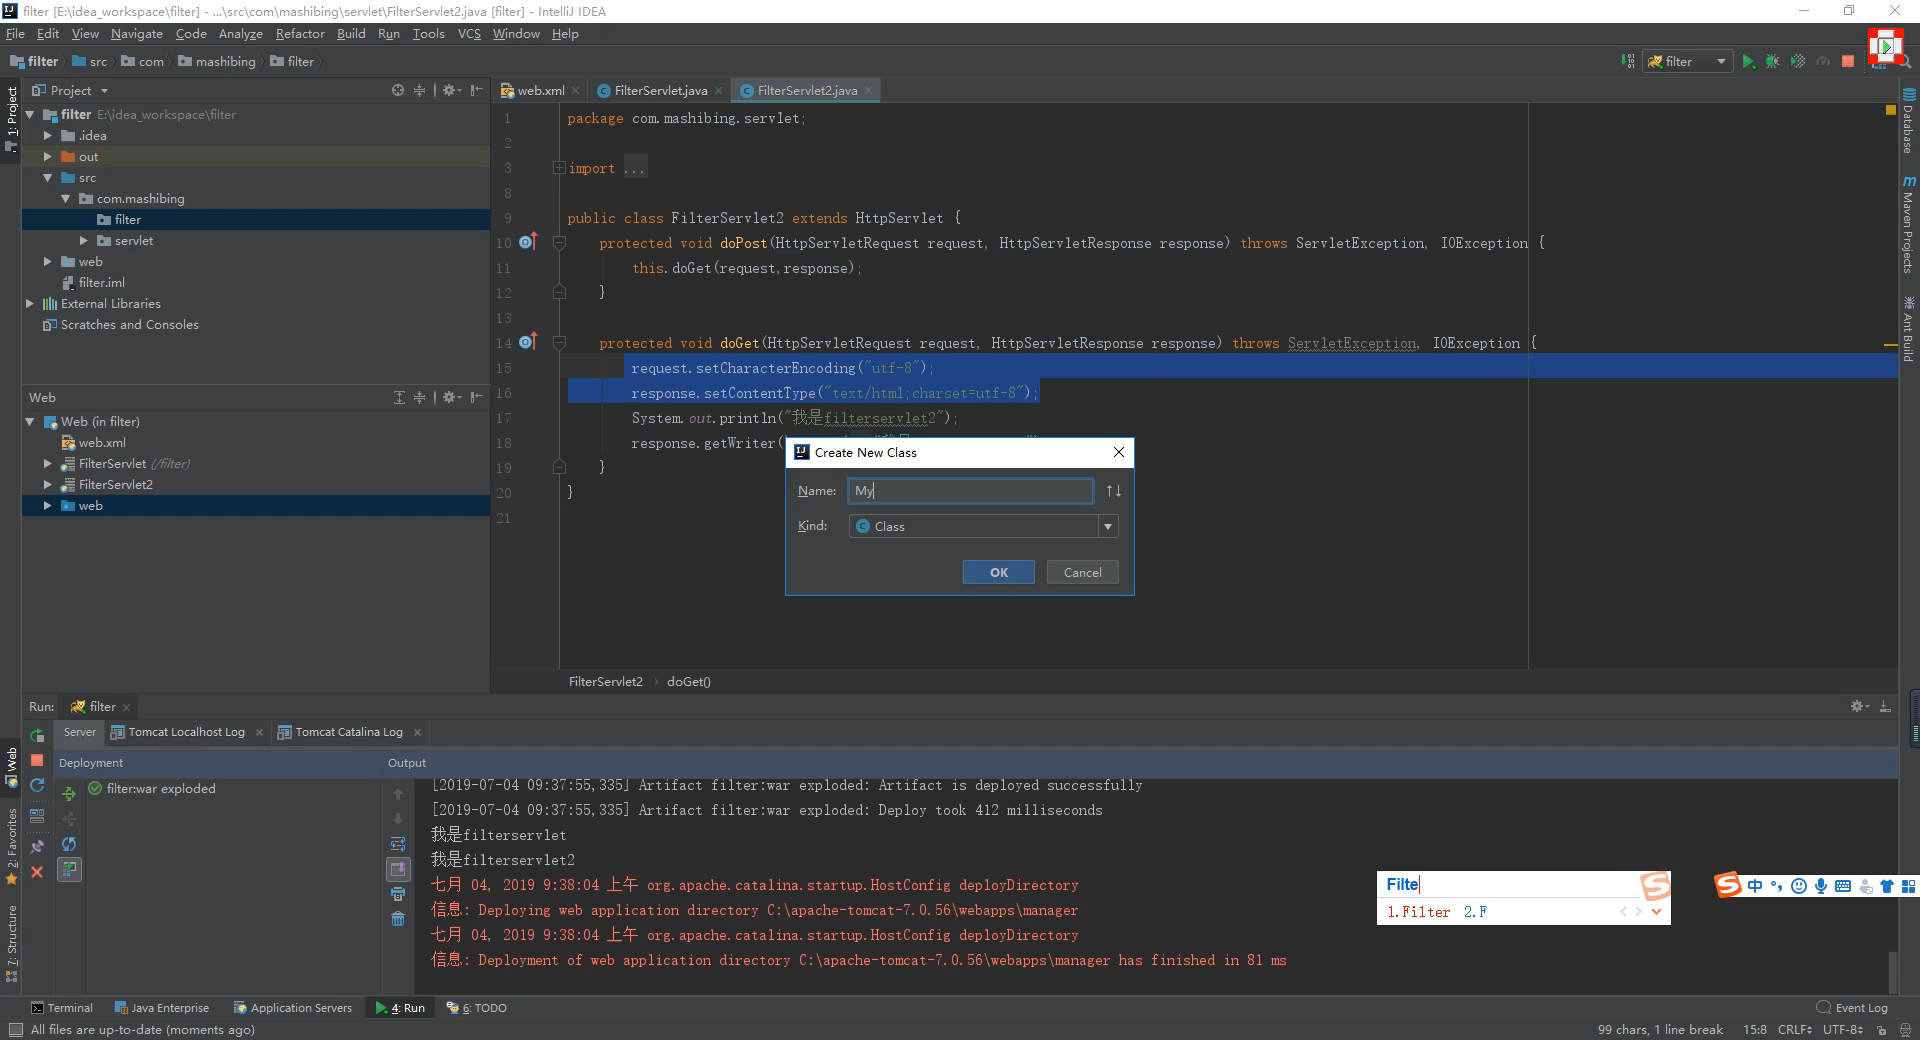 filter [E:\idea_workspace\filter] - ...\src\com\mashibing\servlet\FilterServlet2.java [filter] - IntelliJ IDEA
File Edit View Navigate Code Analyze Refactor Build Run Tools VCS Window Help
filter src com mashibing filter
filter
Project
web.xml FilterServlet.java FilterServlet2.java
1: Project
filter E:\idea_workspace\filter
.idea
out
src
com.mashibing
filter
servlet
web
filter.iml
External Libraries
Scratches and Consoles
Web
Web (in filter)
web.xml
FilterServlet (/filter)
FilterServlet2
web
1 package com.mashibing.servlet;
2
3 import ...
8
9 public class FilterServlet2 extends HttpServlet {
10 protected void doPost(HttpServletRequest request, HttpServletResponse response) throws ServletException, IOException {
11 this.doGet(request,response);
12 }
13
14 protected void doGet(HttpServletRequest request, HttpServletResponse response) throws ServletException, IOException {
15 request.setCharacterEncoding("utf-8");
16 response.setContentType("text/html;charset=utf-8");
17 System.out.println("我是filterservlet2");
18 response.getWriter(
19 }
20 }
21
Create New Class
Name: My
Kind: Class
OK Cancel
FilterServlet2 doGet()
Database
Maven Projects
Ant Build
Run: filter
Server Tomcat Localhost Log Tomcat Catalina Log
Deployment Output
filter:war exploded
[2019-07-04 09:37:55,335] Artifact filter:war exploded: Artifact is deployed successfully
[2019-07-04 09:37:55,335] Artifact filter:war exploded: Deploy took 412 milliseconds
我是filterservlet
我是filterservlet2
七月 04, 2019 9:38:04 上午 org.apache.catalina.startup.HostConfig deployDirectory
信息: Deploying web application directory C:\apache-tomcat-7.0.56\webapps\manager
七月 04, 2019 9:38:04 上午 org.apache.catalina.startup.HostConfig deployDirectory
信息: Deployment of web application directory C:\apache-tomcat-7.0.56\webapps\manager has finished in 81 ms
Web
2: Favorites
7: Structure
Filte
1.Filter 2.F
中
Terminal Java Enterprise Application Servers 4: Run 6: TODO Event Log
All files are up-to-date (moments ago) 99 chars, 1 line break 15:8 CRLF UTF-8